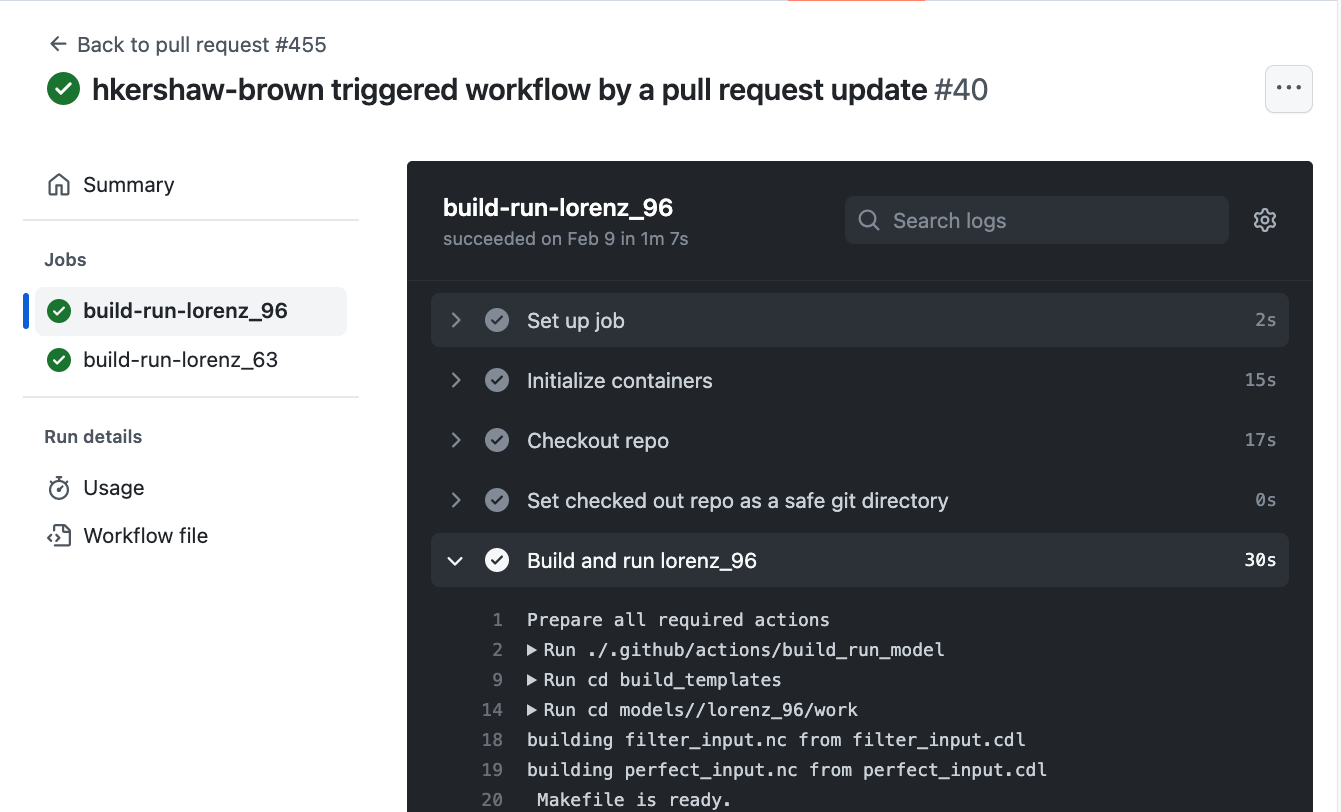 Back to pull request #455
hkershaw-brown triggered workflow by a pull request update #40
Summary
Jobs
build-run-lorenz_96
build-run-lorenz_63
Run details
Usage
Workflow file
build-run-lorenz_96
succeeded on Feb 9 in 1m 7s
Search logs
Set up job 2s
Initialize containers 15s
Checkout repo 17s
Set checked out repo as a safe git directory 0s
Build and run lorenz_96 30s
1 Prepare all required actions
2 Run ./.github/actions/build_run_model
9 Run cd build_templates
14 Run cd models//lorenz_96/work
18 building filter_input.nc from filter_input.cdl
19 building perfect_input.nc from perfect_input.cdl
20 Makefile is ready.